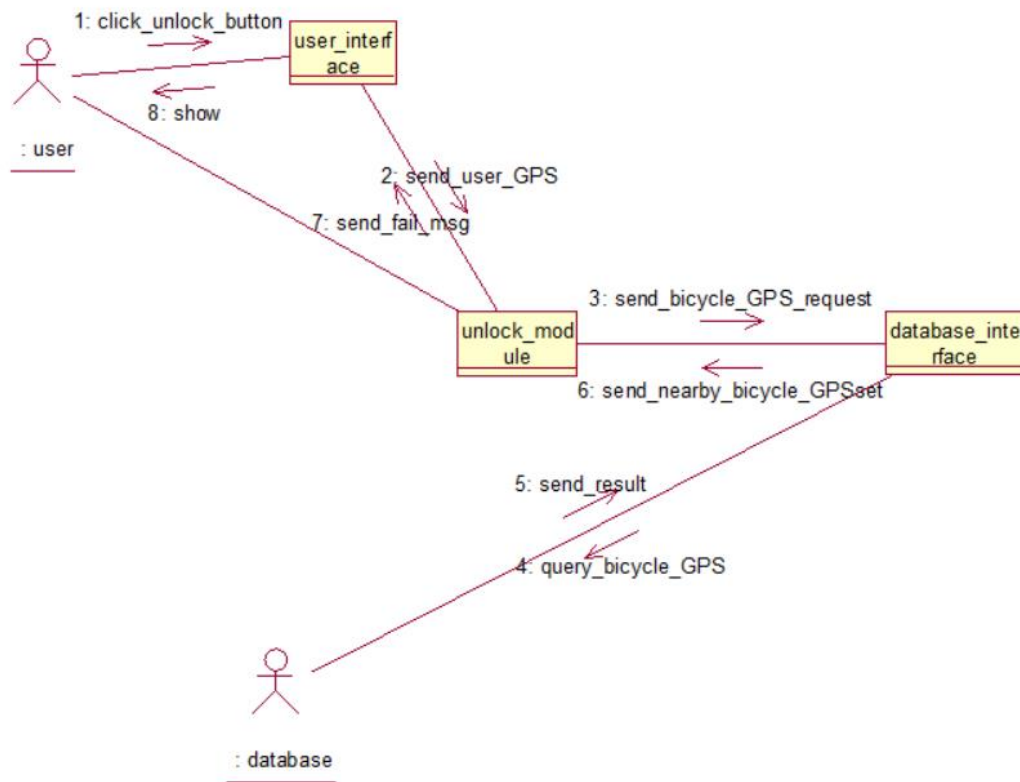 1: click_unlock_button
user_interf
ace
8: show
: user
2: send_user_GPS
7: send_fail_msg
3: send_bicycle_GPS_request
unlock_mod
ule
database_inte
rface
6: send_nearby_bicycle_GPSset
5: send_result
4: query_bicycle_GPS
: database